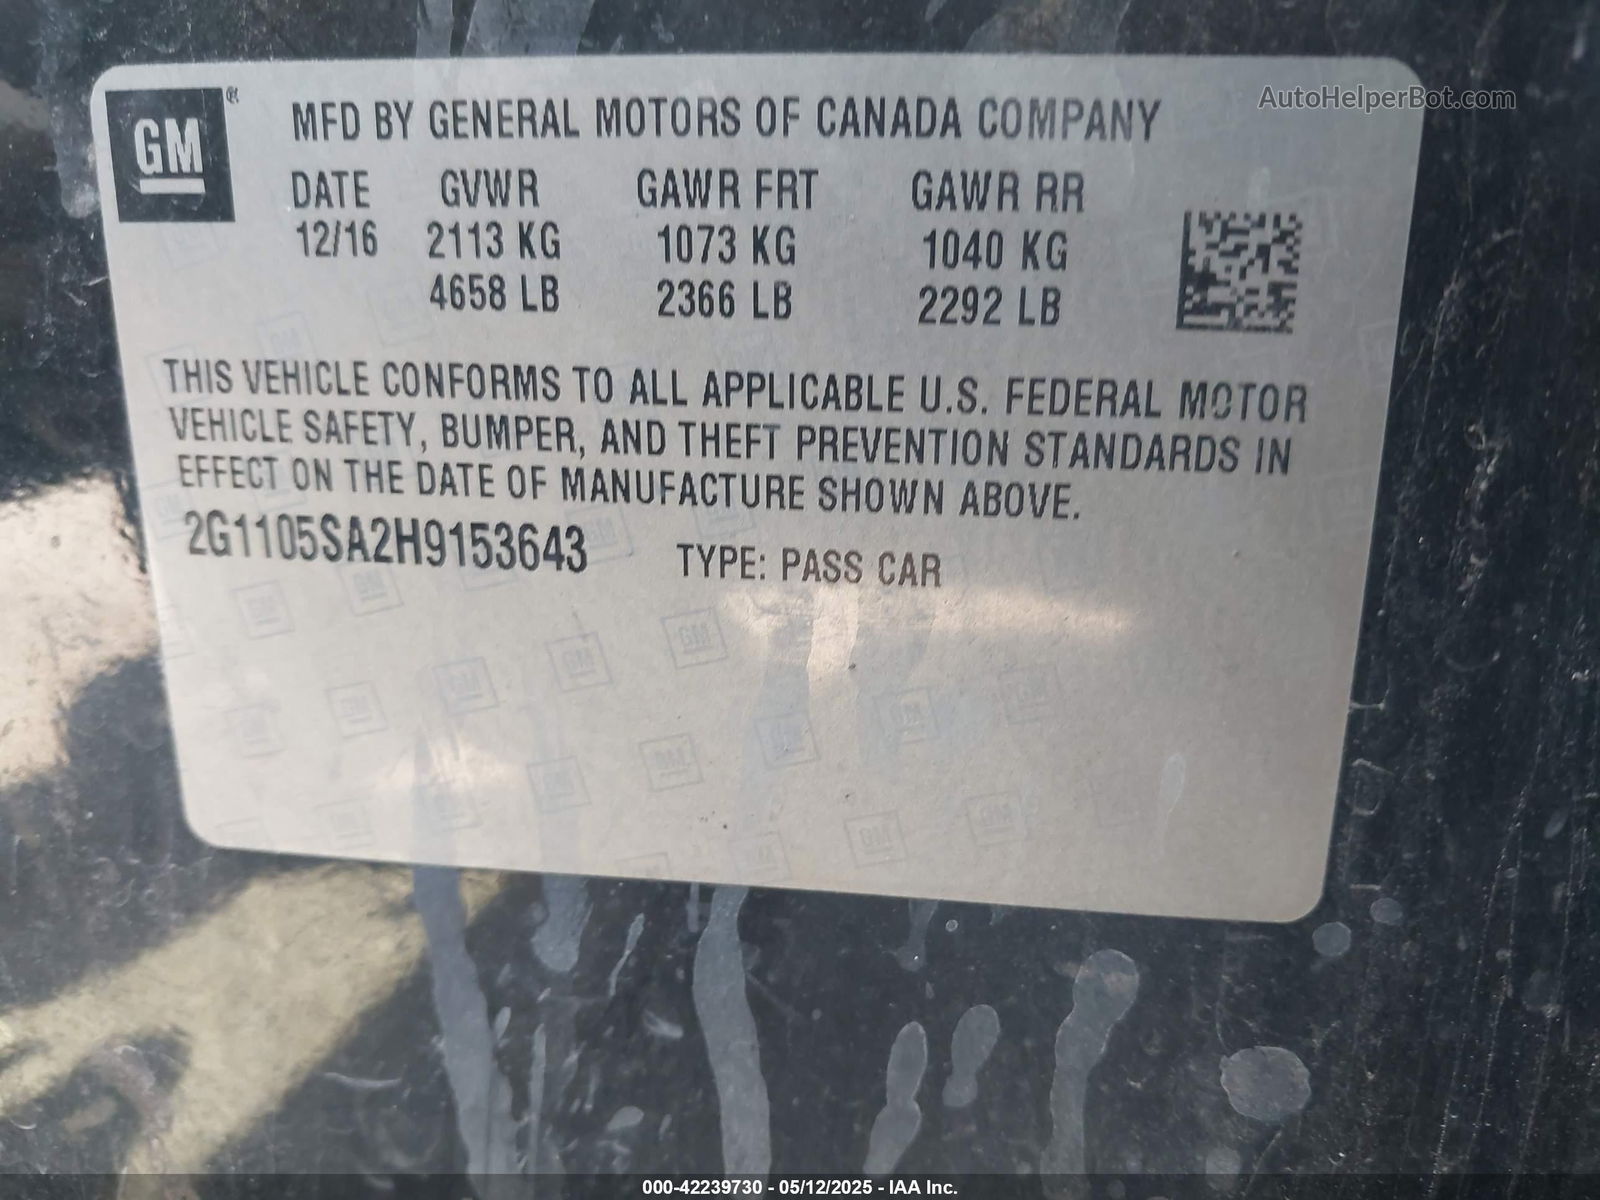 AutoHelperBot.com
GM®
MFD BY GENERAL MOTORS OF CANADA COMPANY
DATE GVWR GAWR FRT GAWR RR
12/16 2113 KG 1073 KG 1040 KG
4658 LB 2366 LB 2292 LB
THIS VEHICLE CONFORMS TO ALL APPLICABLE U.S. FEDERAL MOTOR
VEHICLE SAFETY, BUMPER, AND THEFT PREVENTION STANDARDS IN
EFFECT ON THE DATE OF MANUFACTURE SHOWN ABOVE.
2G1105SA2H9153643 TYPE: PASS CAR
000-42239730 - 05/12/2025 - IAA Inc.